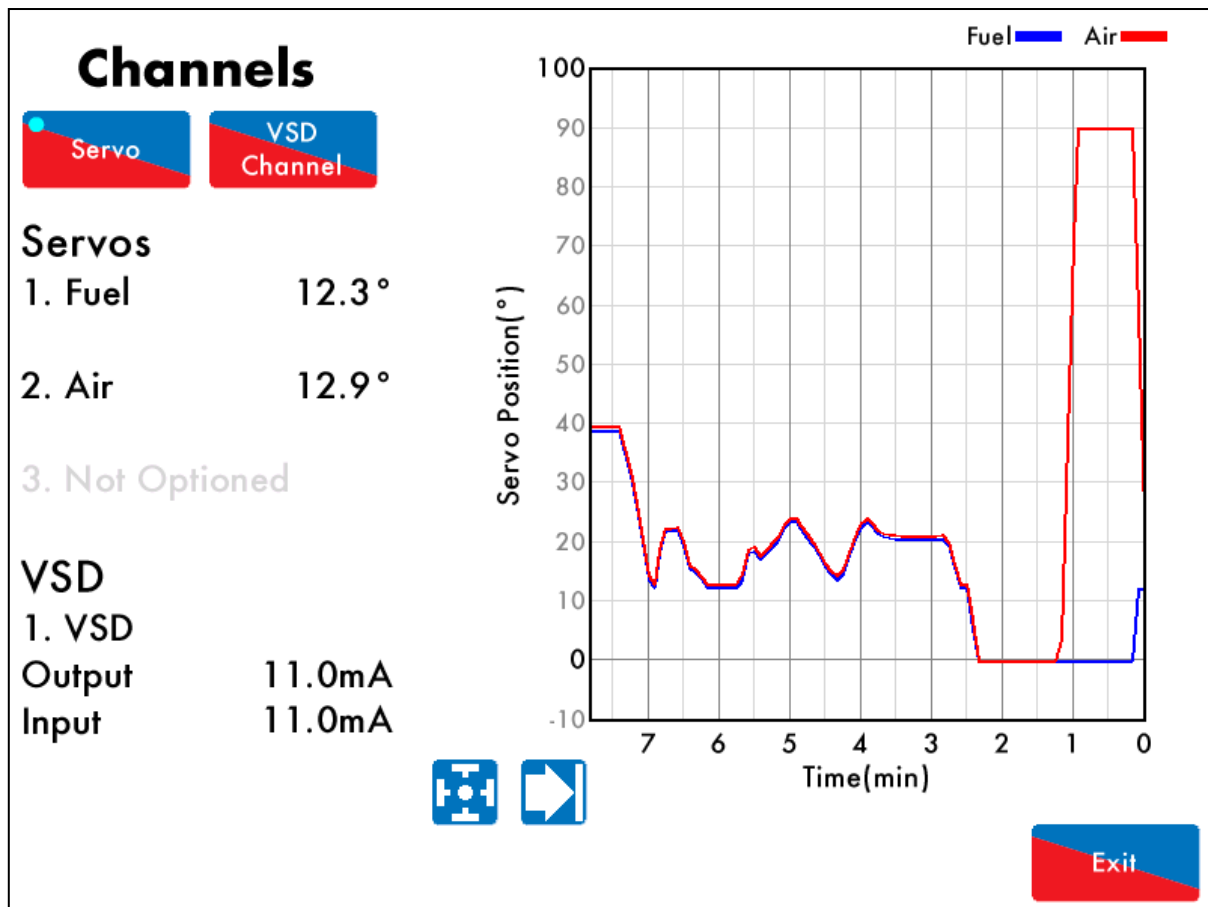 Channels
Servo
VSD
Channel
Servos
1. Fuel 12.3°
2. Air 12.9°
3. Not Optioned
VSD
1. VSD
Output 11.0mA
Input 11.0mA
Fuel Air
100
90
80
70
60
50
40
30
20
10
0
-10
Servo Position(°)
7 6 5 4 3 2 1 0
Time(min)
Exit